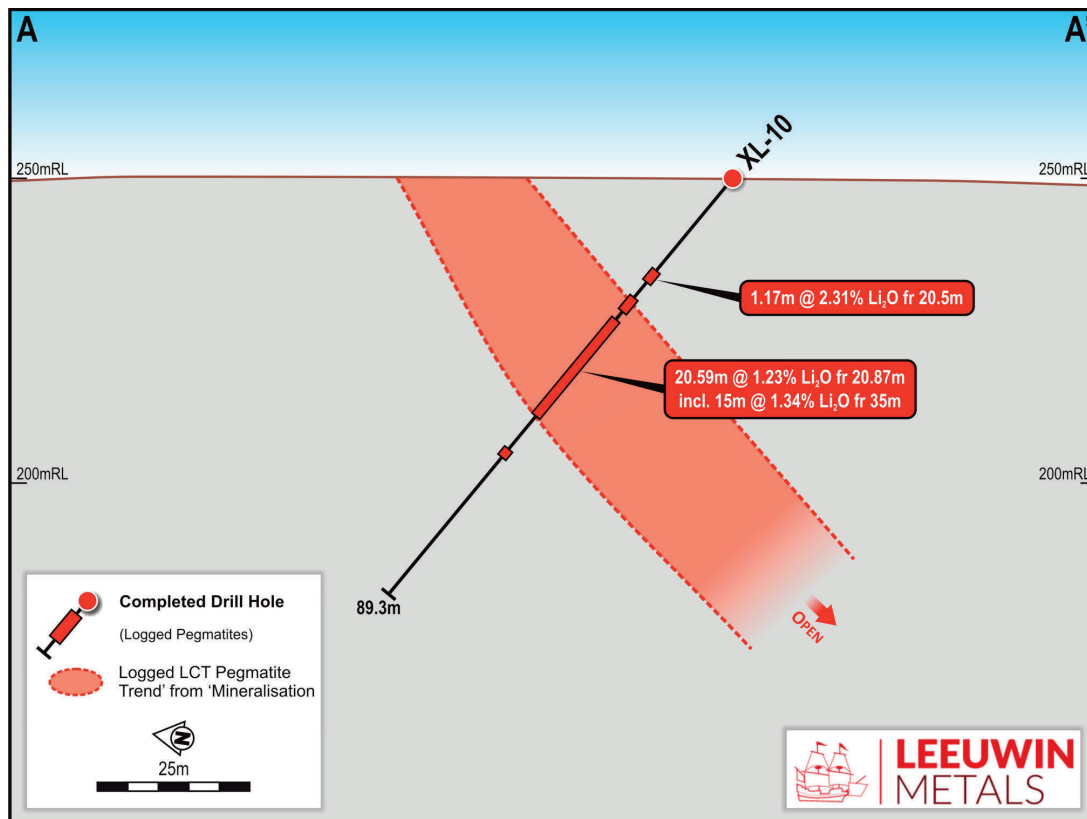 A
A'
XL-10
250mRL
250mRL
1.17m @ 2.31% Li₂O fr 20.5m
20.59m @ 1.23% Li₂O fr 20.87m
incl. 15m @ 1.34% Li₂O fr 35m
200mRL
200mRL
89.3m
OPEN
Completed Drill Hole
(Logged Pegmatites)
Logged LCT Pegmatite
Trend' from 'Mineralisation
N
25m
LEEUWIN
METALS